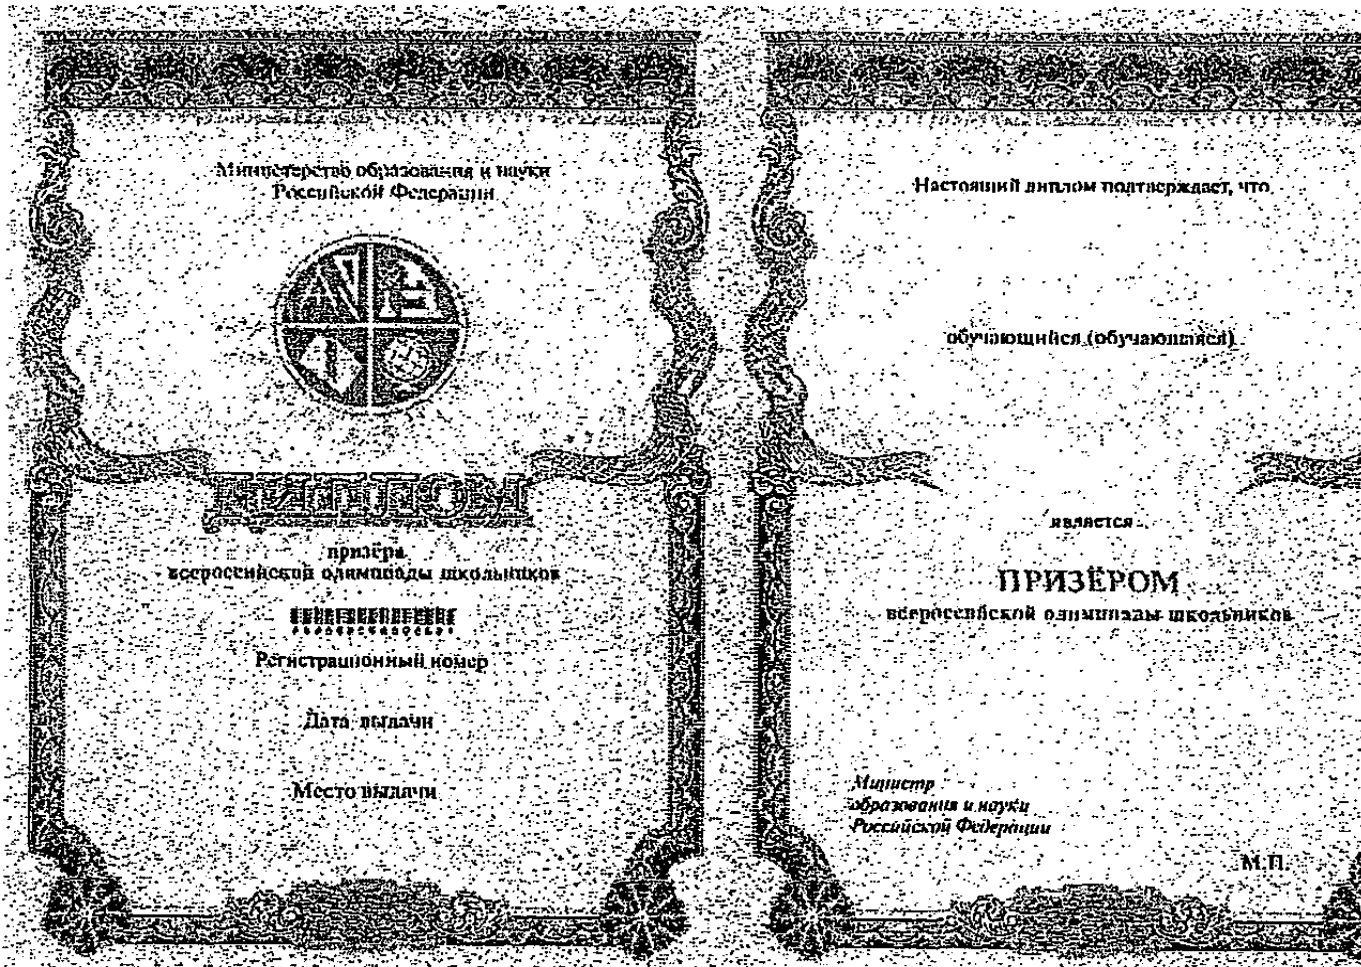 Министерство образования и науки
Российской Федерации
ДИПЛОМ
призёра
всероссийской олимпиады школьников
Регистрационный номер
Дата выдачи
Место выдачи
Настоящий диплом подтверждает, что
обучающийся (обучающаяся)
является
ПРИЗЁРОМ
всероссийской олимпиады школьников
Министр
образования и науки
Российской Федерации
М.П.